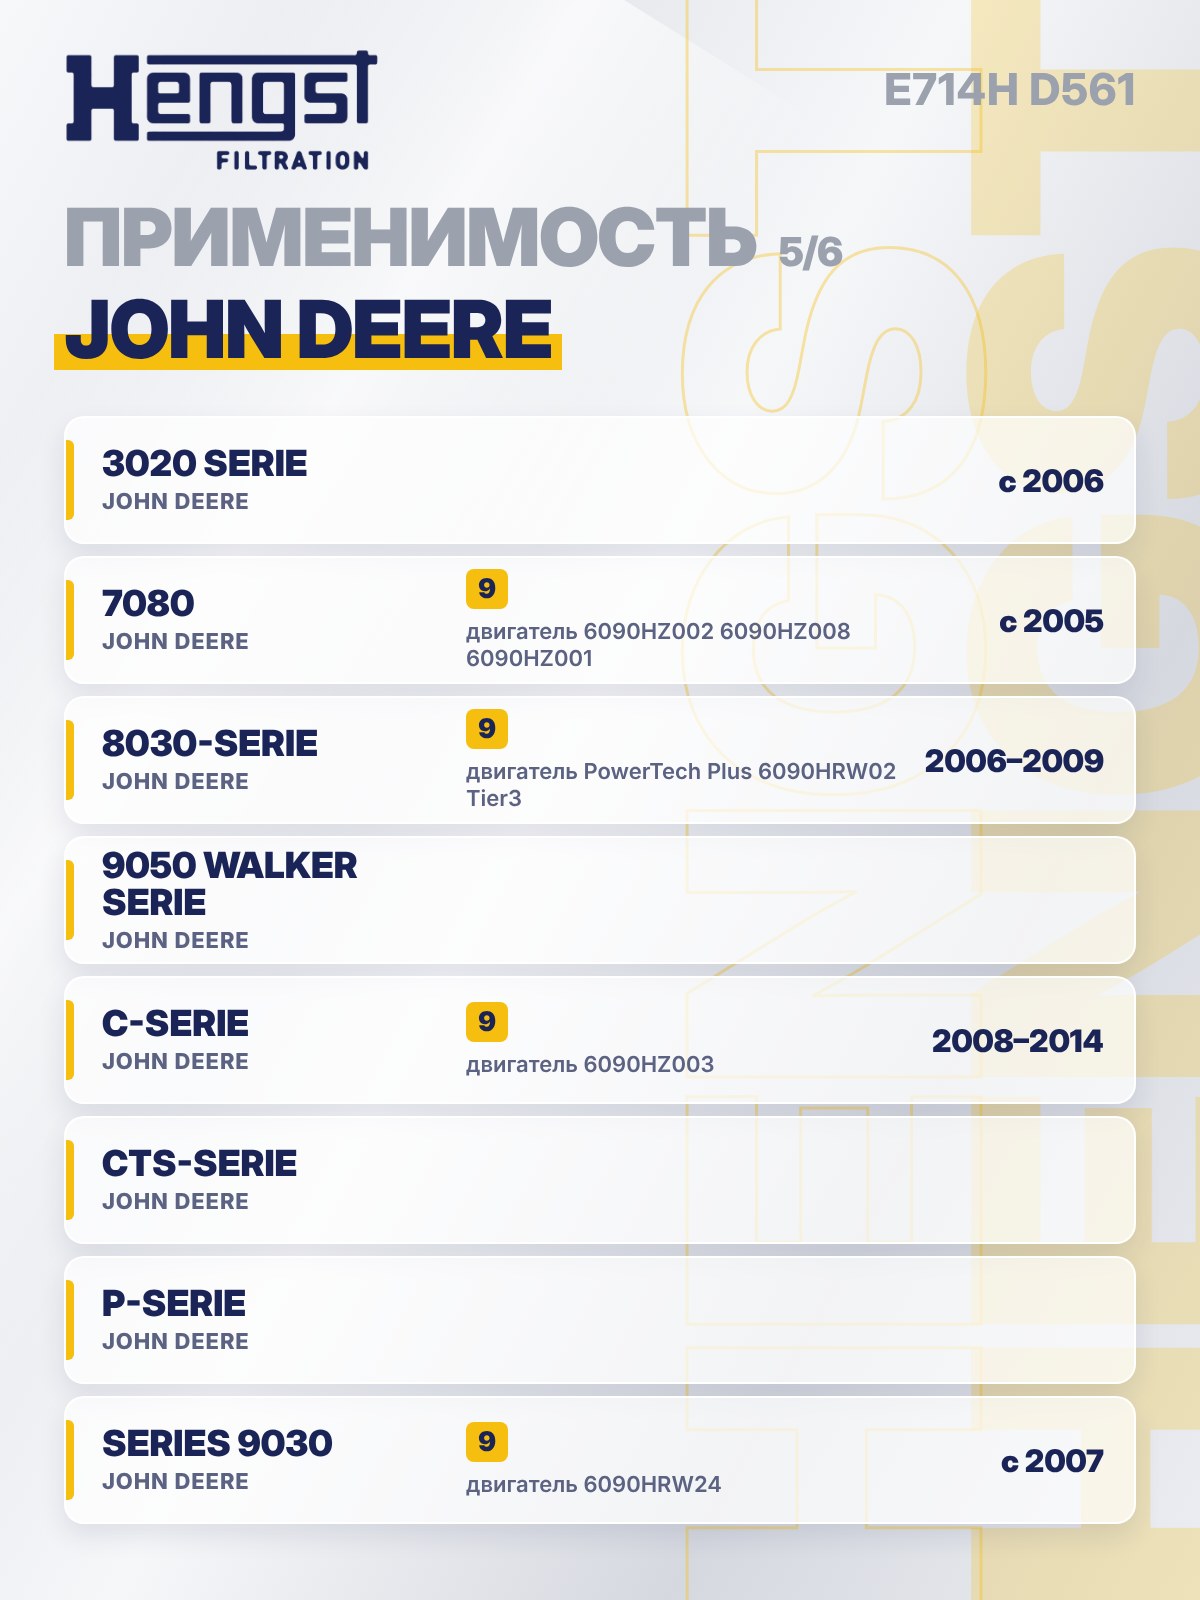 Hengst
FILTRATION
E714H D561
ПРИМЕНИМОСТЬ 5/6
JOHN DEERE
3020 SERIE
JOHN DEERE
с 2006
7080
JOHN DEERE
9
двигатель 6090HZ002 6090HZ008
6090HZ001
с 2005
8030-SERIE
JOHN DEERE
9
двигатель PowerTech Plus 6090HRW02
Tier3
2006–2009
9050 WALKER
SERIE
JOHN DEERE
C-SERIE
JOHN DEERE
9
двигатель 6090HZ003
2008–2014
CTS-SERIE
JOHN DEERE
P-SERIE
JOHN DEERE
SERIES 9030
JOHN DEERE
9
двигатель 6090HRW24
с 2007
HENGST
HENGST